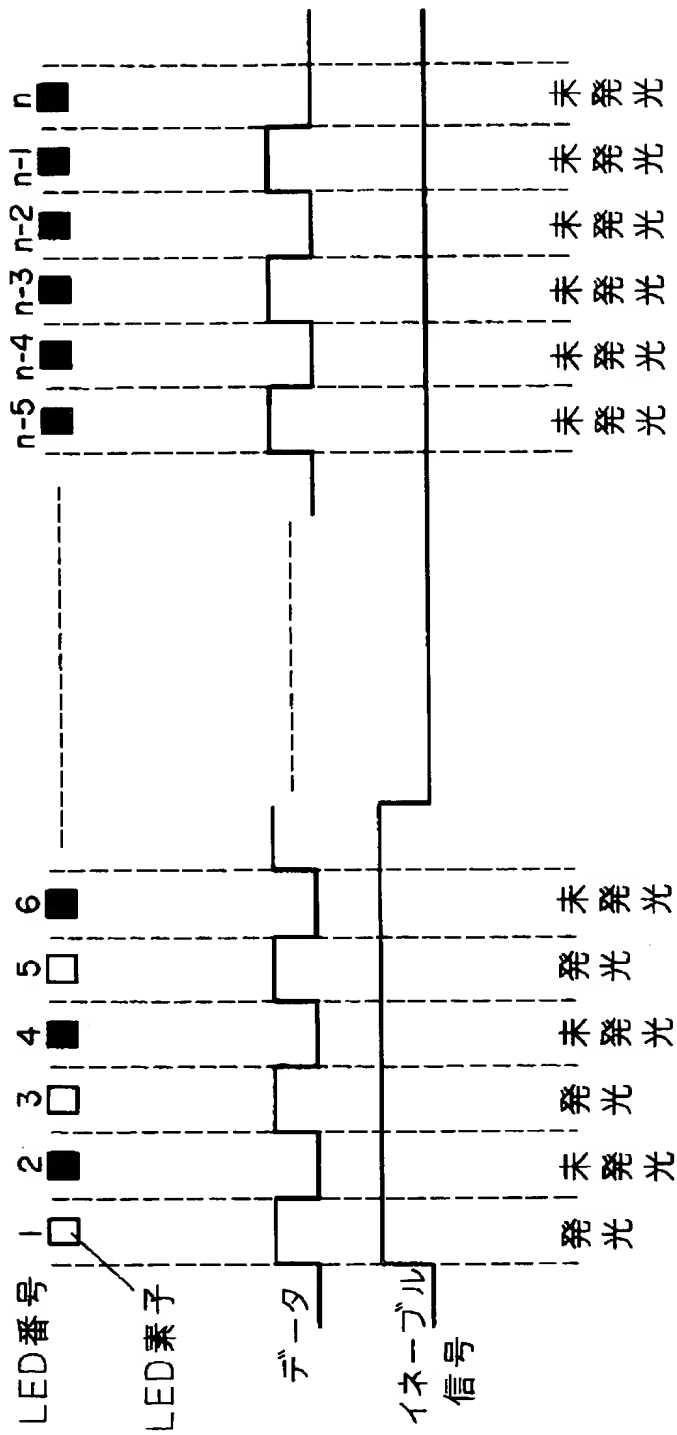 LED番号 1 2 3 4 5 6 n-5 n-4 n-3 n-2 n-1 n
LED素子
データ
イネーブル
信号
発光 未発光 発光 未発光 発光 未発光 未発光 未発光 未発光 未発光 未発光 未発光